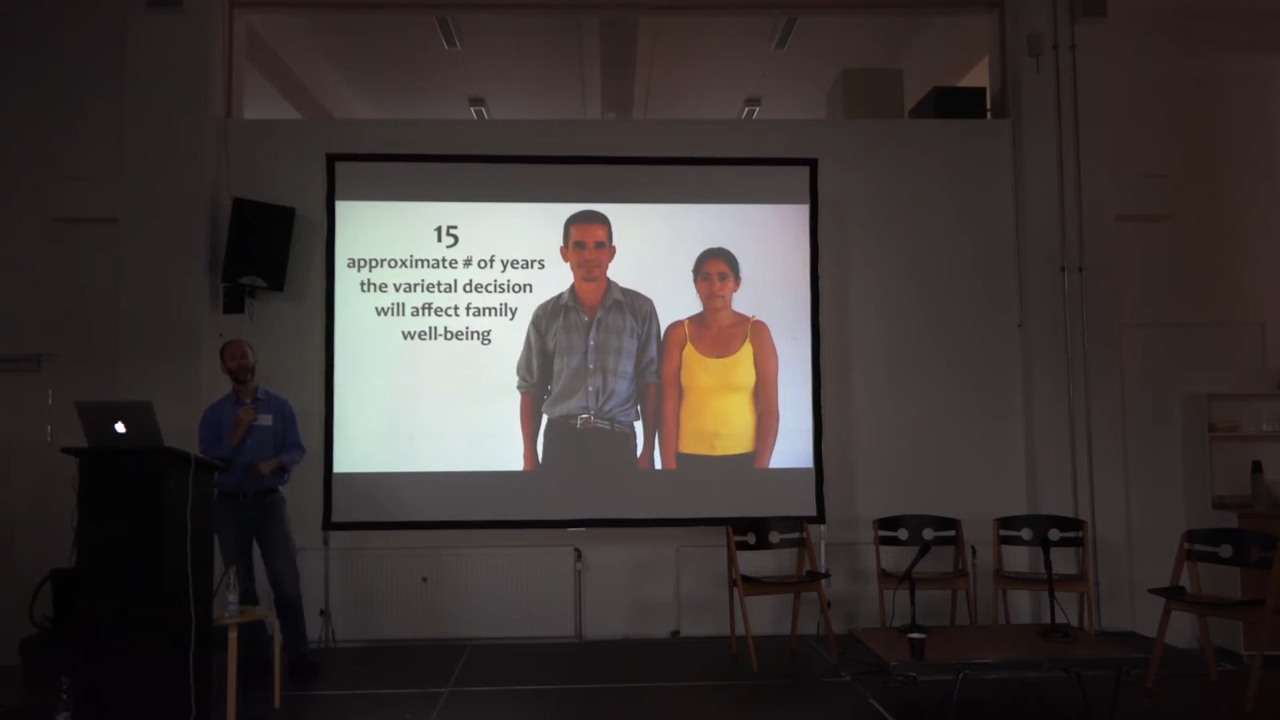 15
approximate # of years
the varietal decision
will affect family
well-being